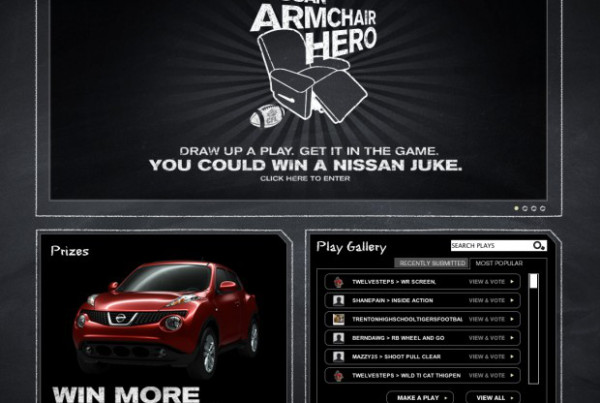 ARMCHAIR
HERO
DRAW UP A PLAY. GET IT IN THE GAME.
YOU COULD WIN A NISSAN JUKE.
CLICK HERE TO ENTER
Prizes
WIN MORE
Play Gallery
SEARCH PLAYS
RECENTLY SUBMITTED
MOST POPULAR
TWELVESTEPS > WR SCREEN. VIEW & VOTE
SHANEFAIN > INSIDE ACTION VIEW & VOTE
TRENTONHIGHSCHOOLTIGERSFOOTBAL VIEW & VOTE
BERNDAWG > RB WHEEL AND GO VIEW & VOTE
MAZZY25 > SHOOT FULL CLEAR VIEW & VOTE
TWELVESTEPS > WILD TI CAT THIGPEN VIEW & VOTE
MAKE A PLAY
VIEW ALL